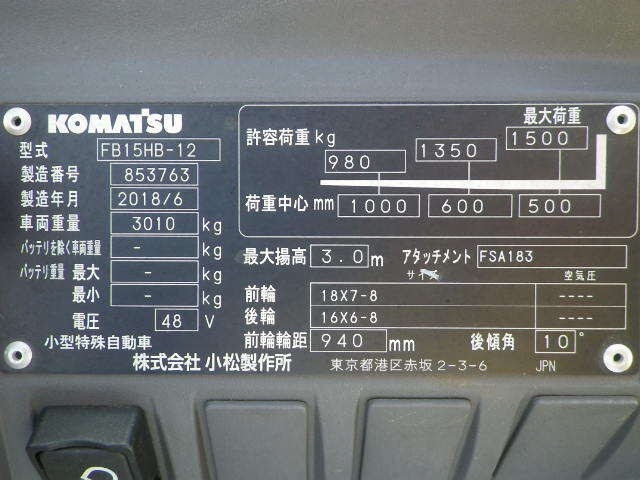 KOMATSU
型式 FB15HB-12
製造番号 853763
製造年月 2018/6
車両重量 3010 kg
バッテリを除く車両重量 - kg
バッテリ重量 最大 - kg
最小 - kg
電圧 48 V
小型特殊自動車
最大荷重
許容荷重 kg 980 1350 1500
荷重中心 mm 1000 600 500
最大揚高 3.0 m アタッチメント FSA183
サイズ 空気圧
前輪 18X7-8 ----
後輪 16X6-8 ----
前輪輪距 940 mm 後傾角 10°
株式会社 小松製作所 東京都港区赤坂 2-3-6 JPN